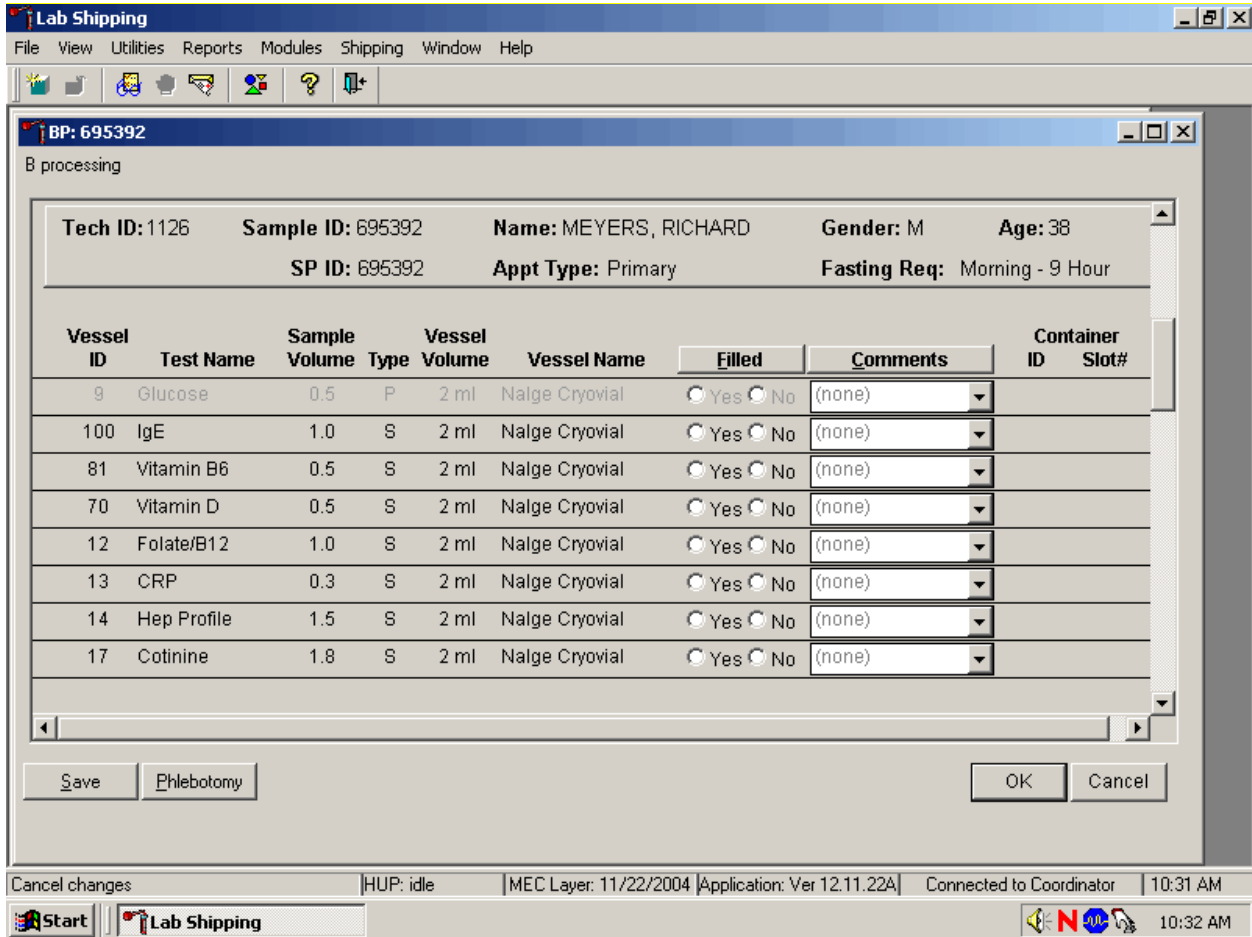 Lab Shipping
File View Utilities Reports Modules Shipping Window Help
BP: 695392
B processing
Tech ID: 1126 Sample ID: 695392 Name: MEYERS, RICHARD Gender: M Age: 38
SP ID: 695392 Appt Type: Primary Fasting Req: Morning - 9 Hour
Vessel Sample Vessel Container
ID Test Name Volume Type Volume Vessel Name Filled Comments ID Slot#
9 Glucose 0.5 P 2 ml Nalge Cryovial Yes No (none)
100 IgE 1.0 S 2 ml Nalge Cryovial Yes No (none)
81 Vitamin B6 0.5 S 2 ml Nalge Cryovial Yes No (none)
70 Vitamin D 0.5 S 2 ml Nalge Cryovial Yes No (none)
12 Folate/B12 1.0 S 2 ml Nalge Cryovial Yes No (none)
13 CRP 0.3 S 2 ml Nalge Cryovial Yes No (none)
14 Hep Profile 1.5 S 2 ml Nalge Cryovial Yes No (none)
17 Cotinine 1.8 S 2 ml Nalge Cryovial Yes No (none)
Save Phlebotomy OK Cancel
Cancel changes HUP: idle MEC Layer: 11/22/2004 Application: Ver 12.11.22A Connected to Coordinator 10:31 AM
Start Lab Shipping N 10:32 AM